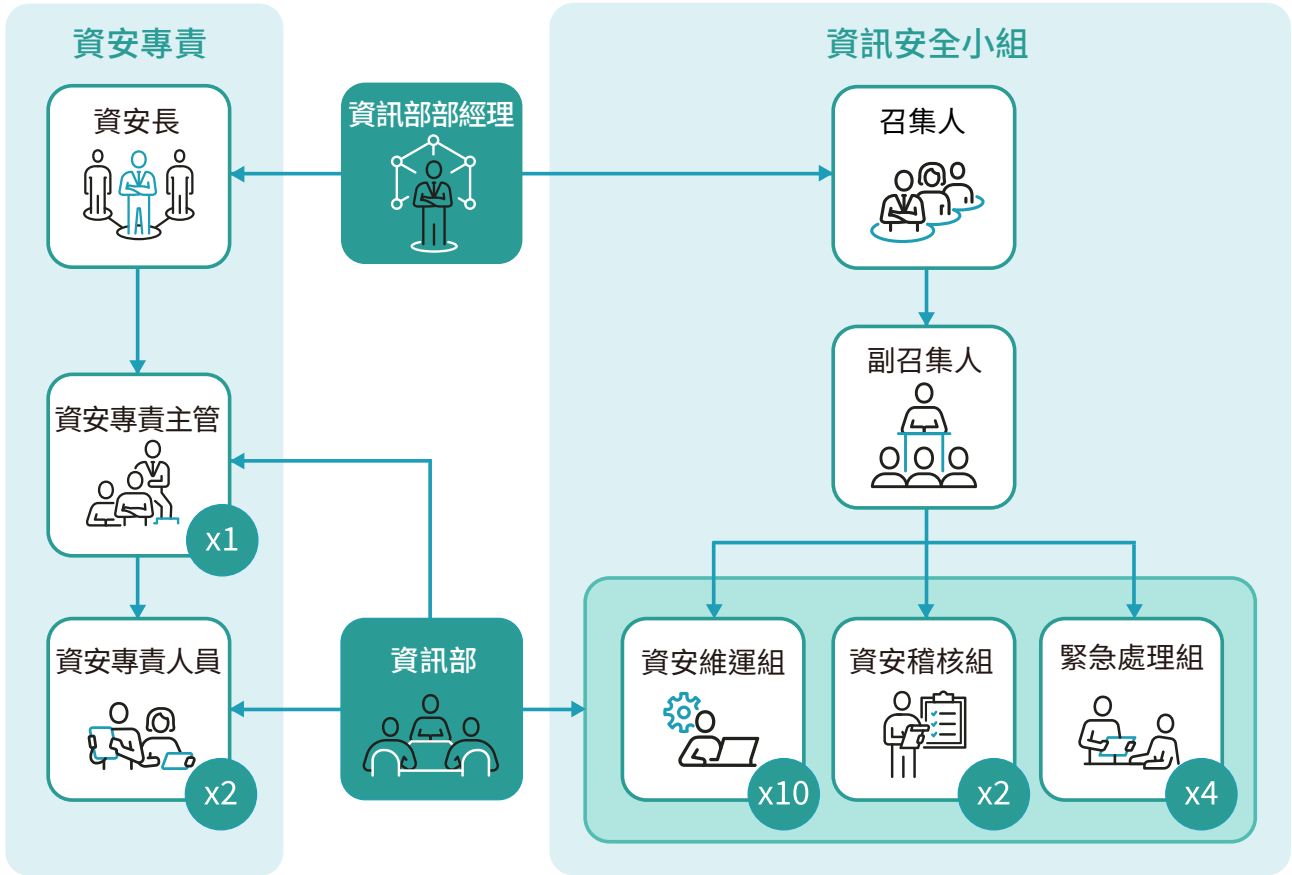 資安專責
資訊安全小組
資安長
資訊部部經理
召集人
副召集人
資安專責主管
x1
資安專責人員
x2
資訊部
資安維運組
x10
資安稽核組
x2
緊急處理組
x4